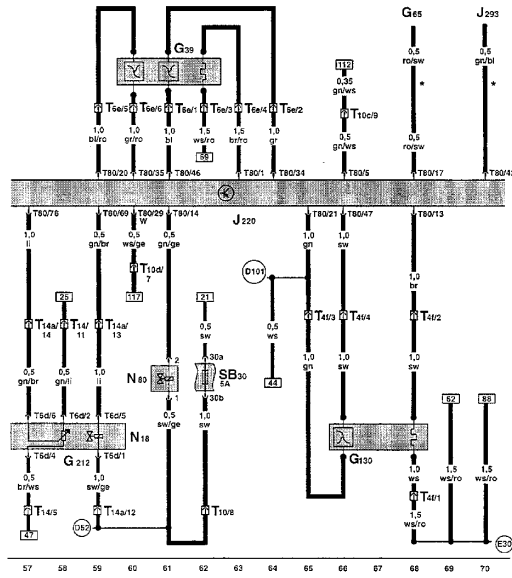 G65 J293
G39
0,5 ro/sw 0,5 gn/bl
112
0,35 gn/ws
* *
T6e/5 T6e/6 T6e/1 T6e/3 T6e/4 T6e/2 T10c/9
1,0 bl/ro 1,0 gr/ro 1,0 bl 1,5 ws/ro 1,5 br/ro 1,0 gr 0,5 gn/ws 0,5 ro/sw
59
T80/20 T80/35 T80/46 T80/1 T80/34 T80/5 T80/17
K
T80/76 T80/69 T80/29 T80/14 J220 T80/21 T80/47 T80/13
W
1,0 li 0,5 gn/br 0,5 ws/ge 0,5 gn/ge 1,0 gn 1,0 sw 1,0 br
T10d/7
D101
25 117 21
T14a/14 T14/11 T14a/13 0,5 sw 0,5 ws T4f/3 T4f/4 T4f/2
2 30a
44
0,5 gn/br 0,5 gn/li 1,0 li N80 SB30 5A 1,0 gn 1,0 sw 1,0 sw
1 30b
62 88
T6d/6 T6d/2 T6d/5 0,5 sw/ge 1,0 sw
N18
G130
T6d/4 G212 T6d/1
0,5 br/ws 1,0 sw/ge 1,0 ws 1,5 ws/ro 1,5 ws/ro
T14/5 T14a/12 T10/8 T4f/1
1,5 ws/ro
47 D52 E30
57 58 59 60 61 62 63 64 65 66 67 68 69 70